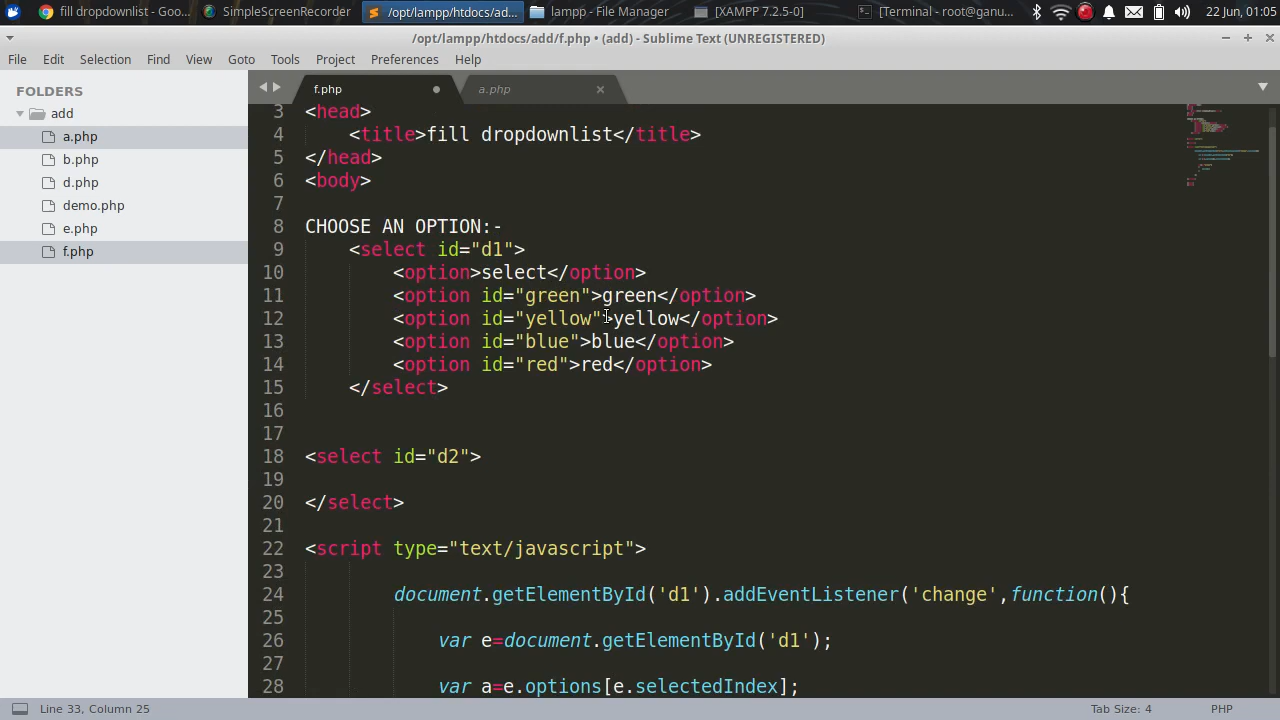 fill dropdownlist - Goo...
SimpleScreenRecorder
/opt/lampp/htdocs/ad...
lampp - File Manager
[XAMPP 7.2.5-0]
[Terminal - root@ganu...
22 Jun, 01:05
/opt/lampp/htdocs/add/f.php • (add) - Sublime Text (UNREGISTERED)
File Edit Selection Find View Goto Tools Project Preferences Help
FOLDERS
add
a.php
b.php
d.php
demo.php
e.php
f.php
f.php
a.php
3 <head>
4 <title>fill dropdownlist</title>
5 </head>
6 <body>
7
8 CHOOSE AN OPTION:-
9 <select id="d1">
10 <option>select</option>
11 <option id="green">green</option>
12 <option id="yellow">yellow</option>
13 <option id="blue">blue</option>
14 <option id="red">red</option>
15 </select>
16
17
18 <select id="d2">
19
20 </select>
21
22 <script type="text/javascript">
23
24 document.getElementById('d1').addEventListener('change',function(){
25
26 var e=document.getElementById('d1');
27
28 var a=e.options[e.selectedIndex];
Line 33, Column 25
Tab Size: 4
PHP